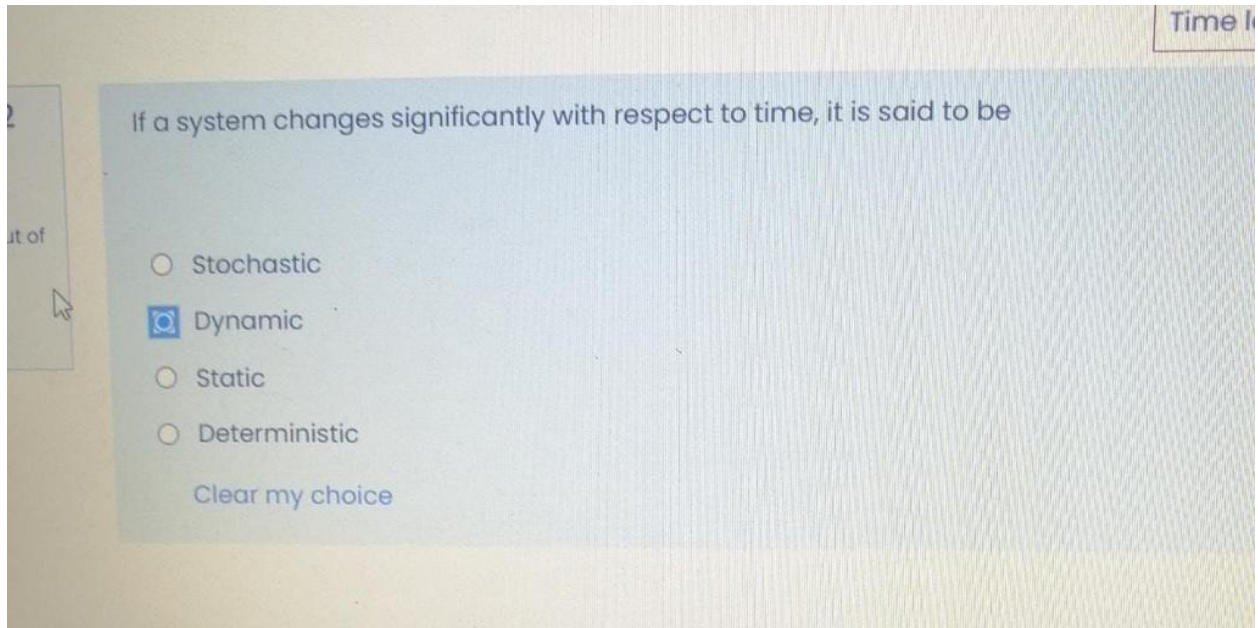 Time
2
If a system changes significantly with respect to time, it is said to be
ut of
Stochastic
Dynamic
Static
Deterministic
Clear my choice